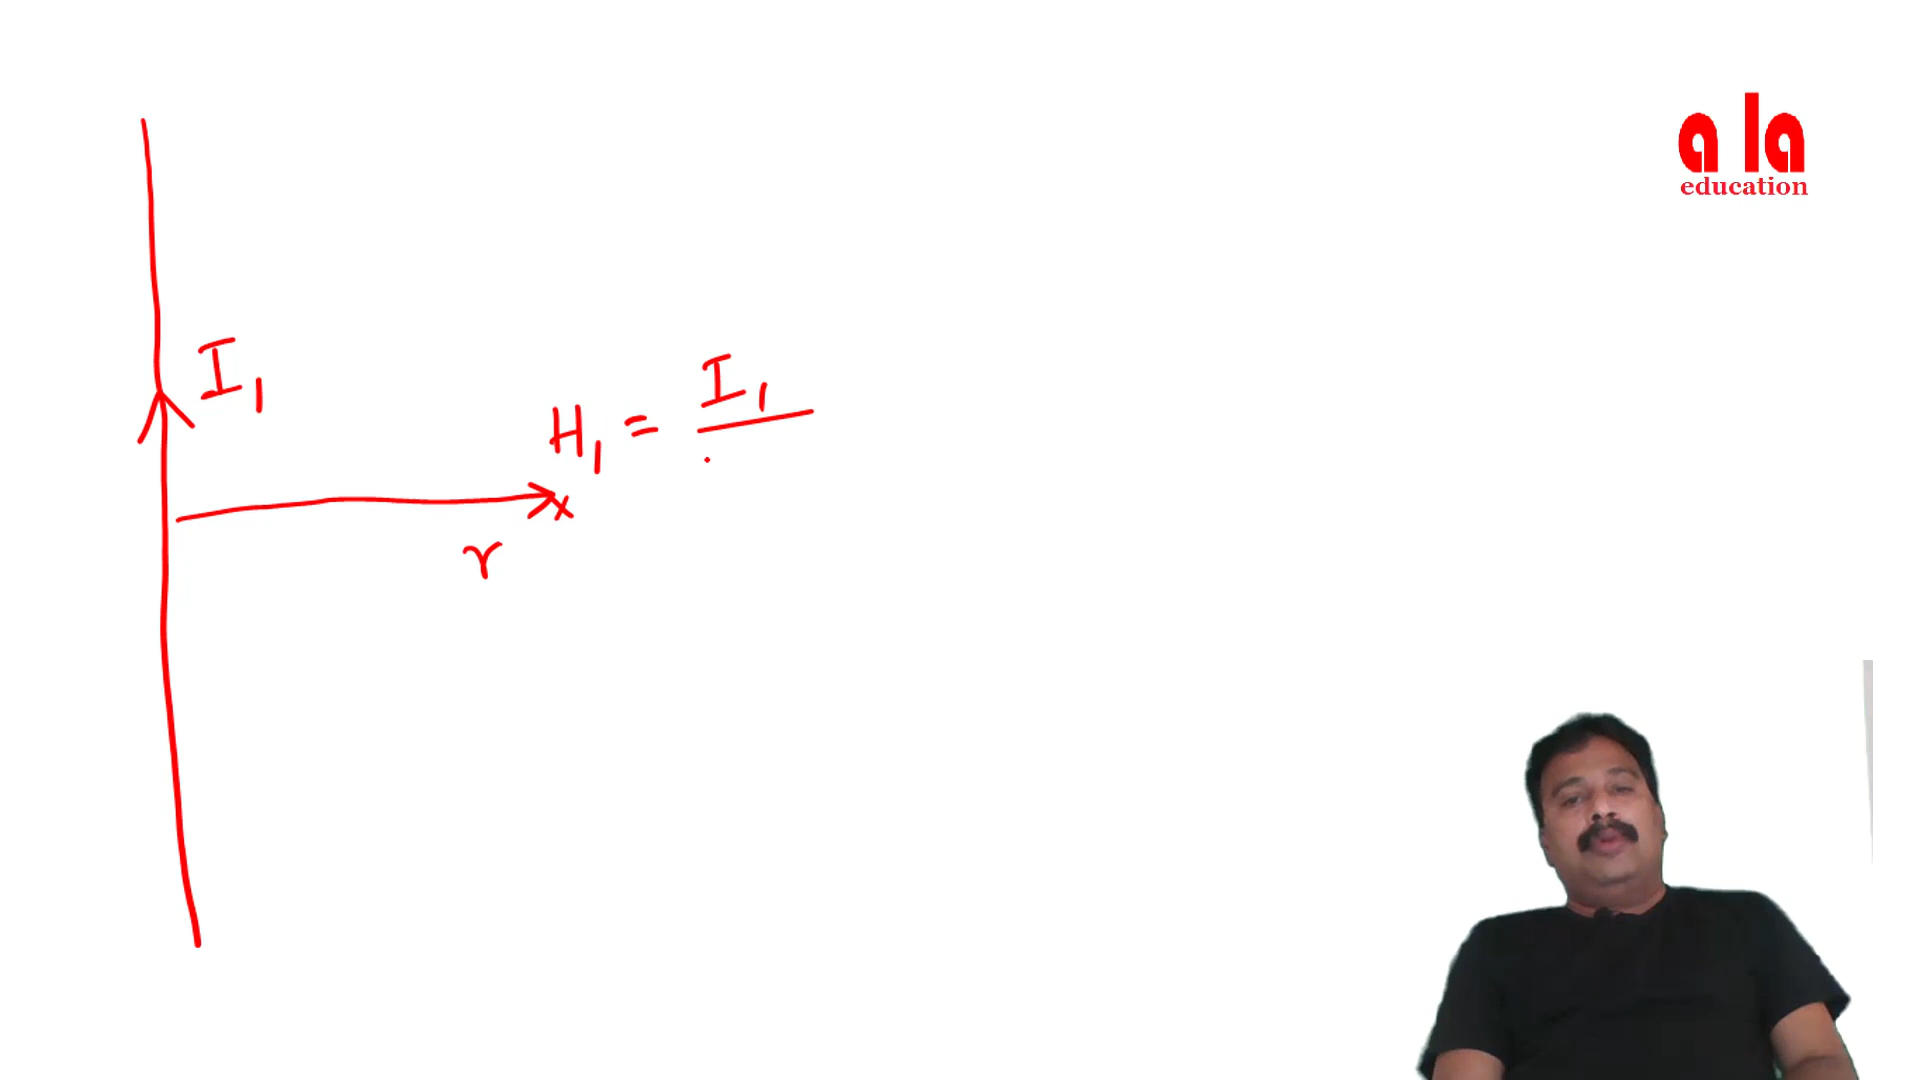 a la
education
I₁
H₁ = I₁ /
r